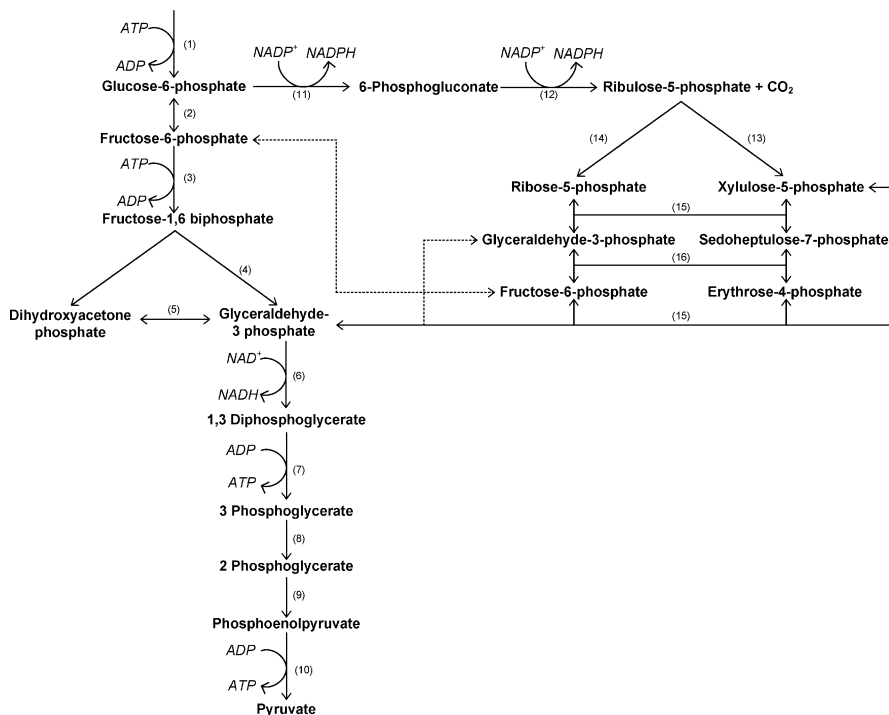 ATP
(1)
ADP
NADP+ NADPH
NADP+ NADPH
Glucose-6-phosphate
(11)
6-Phosphogluconate
(12)
Ribulose-5-phosphate + CO₂
(2)
Fructose-6-phosphate
(14)
(13)
ATP
(3)
ADP
Ribose-5-phosphate
Xylulose-5-phosphate
Fructose-1,6 biphosphate
(15)
Glyceraldehyde-3-phosphate
Sedoheptulose-7-phosphate
(4)
(16)
Fructose-6-phosphate
Erythrose-4-phosphate
Dihydroxyacetone
phosphate
(5)
Glyceraldehyde-
3 phosphate
(15)
NAD+
(6)
NADH
1,3 Diphosphoglycerate
ADP
(7)
ATP
3 Phosphoglycerate
(8)
2 Phosphoglycerate
(9)
Phosphoenolpyruvate
ADP
(10)
ATP
Pyruvate